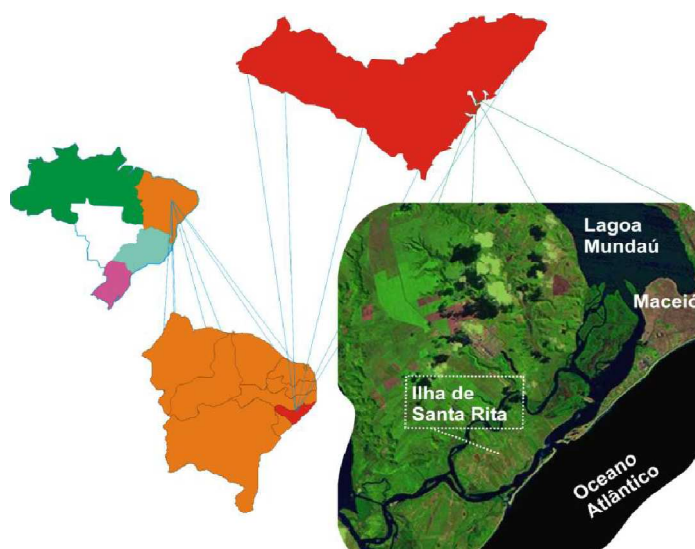 Lagoa
Mundaú
Maceió
Ilha de
Santa Rita
Oceano
Atlântico